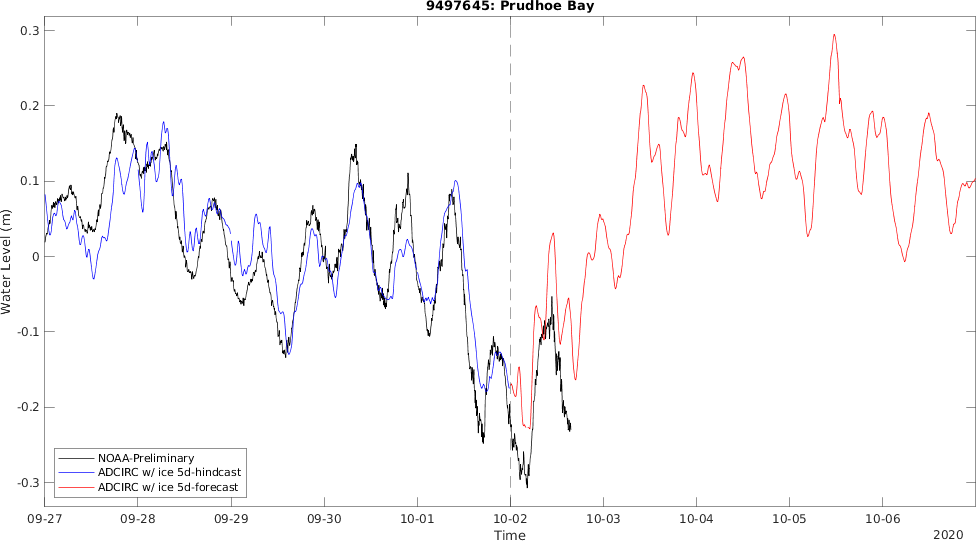 9497645: Prudhoe Bay
0.3
0.2
0.1
0
-0.1
-0.2
-0.3
Water Level (m)
NOAA-Preliminary
ADCIRC w/ ice 5d-hindcast
ADCIRC w/ ice 5d-forecast
09-27 09-28 09-29 09-30 10-01 10-02 10-03 10-04 10-05 10-06
Time
2020